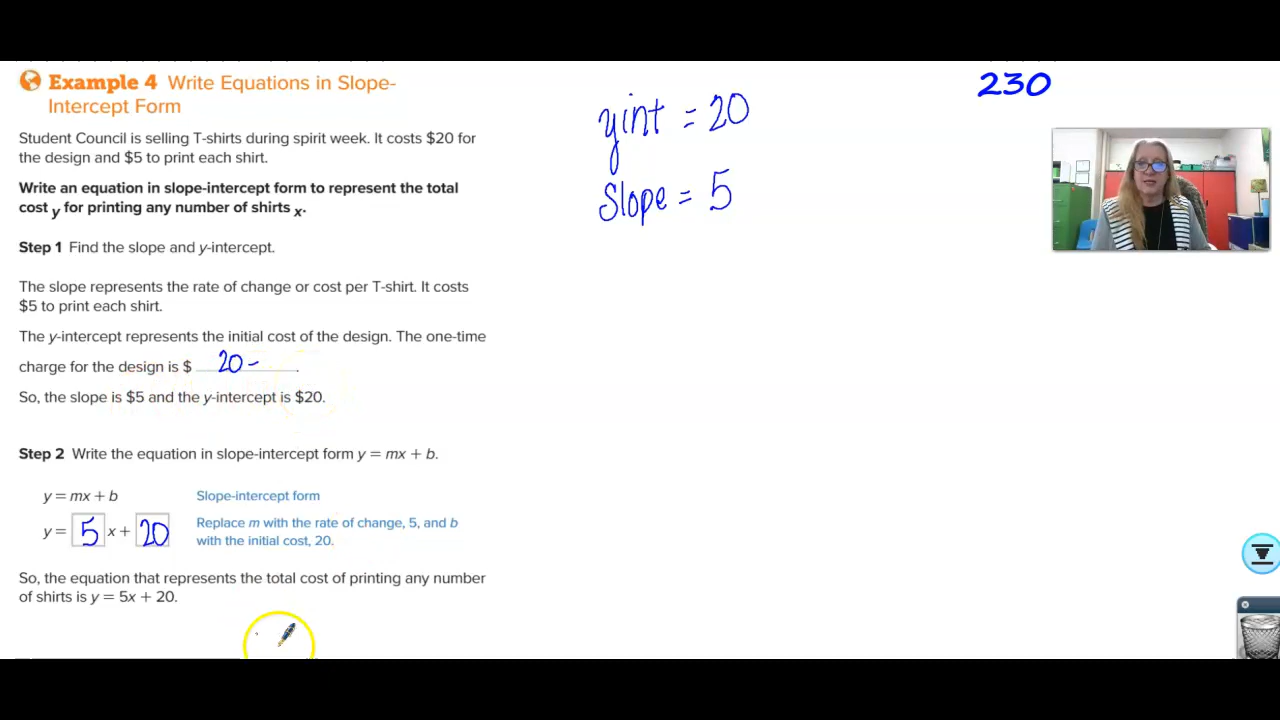 Example 4 Write Equations in Slope-
Intercept Form
Student Council is selling T-shirts during spirit week. It costs $20 for
the design and $5 to print each shirt.
Write an equation in slope-intercept form to represent the total
cost y for printing any number of shirts x.
Step 1 Find the slope and y-intercept.
The slope represents the rate of change or cost per T-shirt. It costs
$5 to print each shirt.
The y-intercept represents the initial cost of the design. The one-time
charge for the design is $ 20 - .
So, the slope is $5 and the y-intercept is $20.
Step 2 Write the equation in slope-intercept form y = mx + b.
y = mx + b Slope-intercept form
y = 5 x + 20 Replace m with the rate of change, 5, and b
with the initial cost, 20.
So, the equation that represents the total cost of printing any number
of shirts is y = 5x + 20.
yint = 20
Slope = 5
230